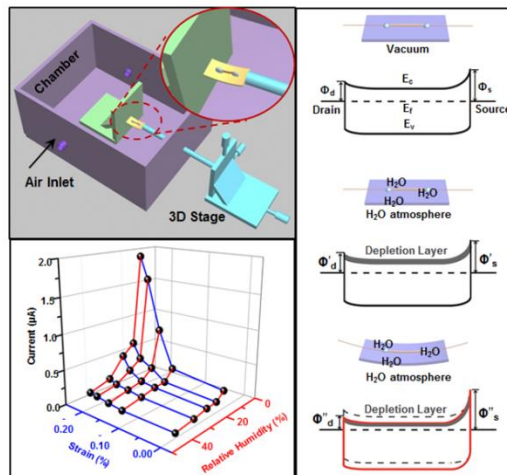 Chamber
Air Inlet
3D Stage
Vacuum
Φd
Ec
Φs
Drain
Ef
Source
Ev
H2O
H2O
H2O
H2O atmosphere
Φ'd
Depletion Layer
Φ's
H2O
H2O
H2O
H2O atmosphere
Φ"d
Depletion Layer
Φ"s
Current (μA)
2.0
1.5
1.0
0.5
0.0
-0.20
-0.10
0.00
Strain (%)
40
20
0
Relative Humidity (%)